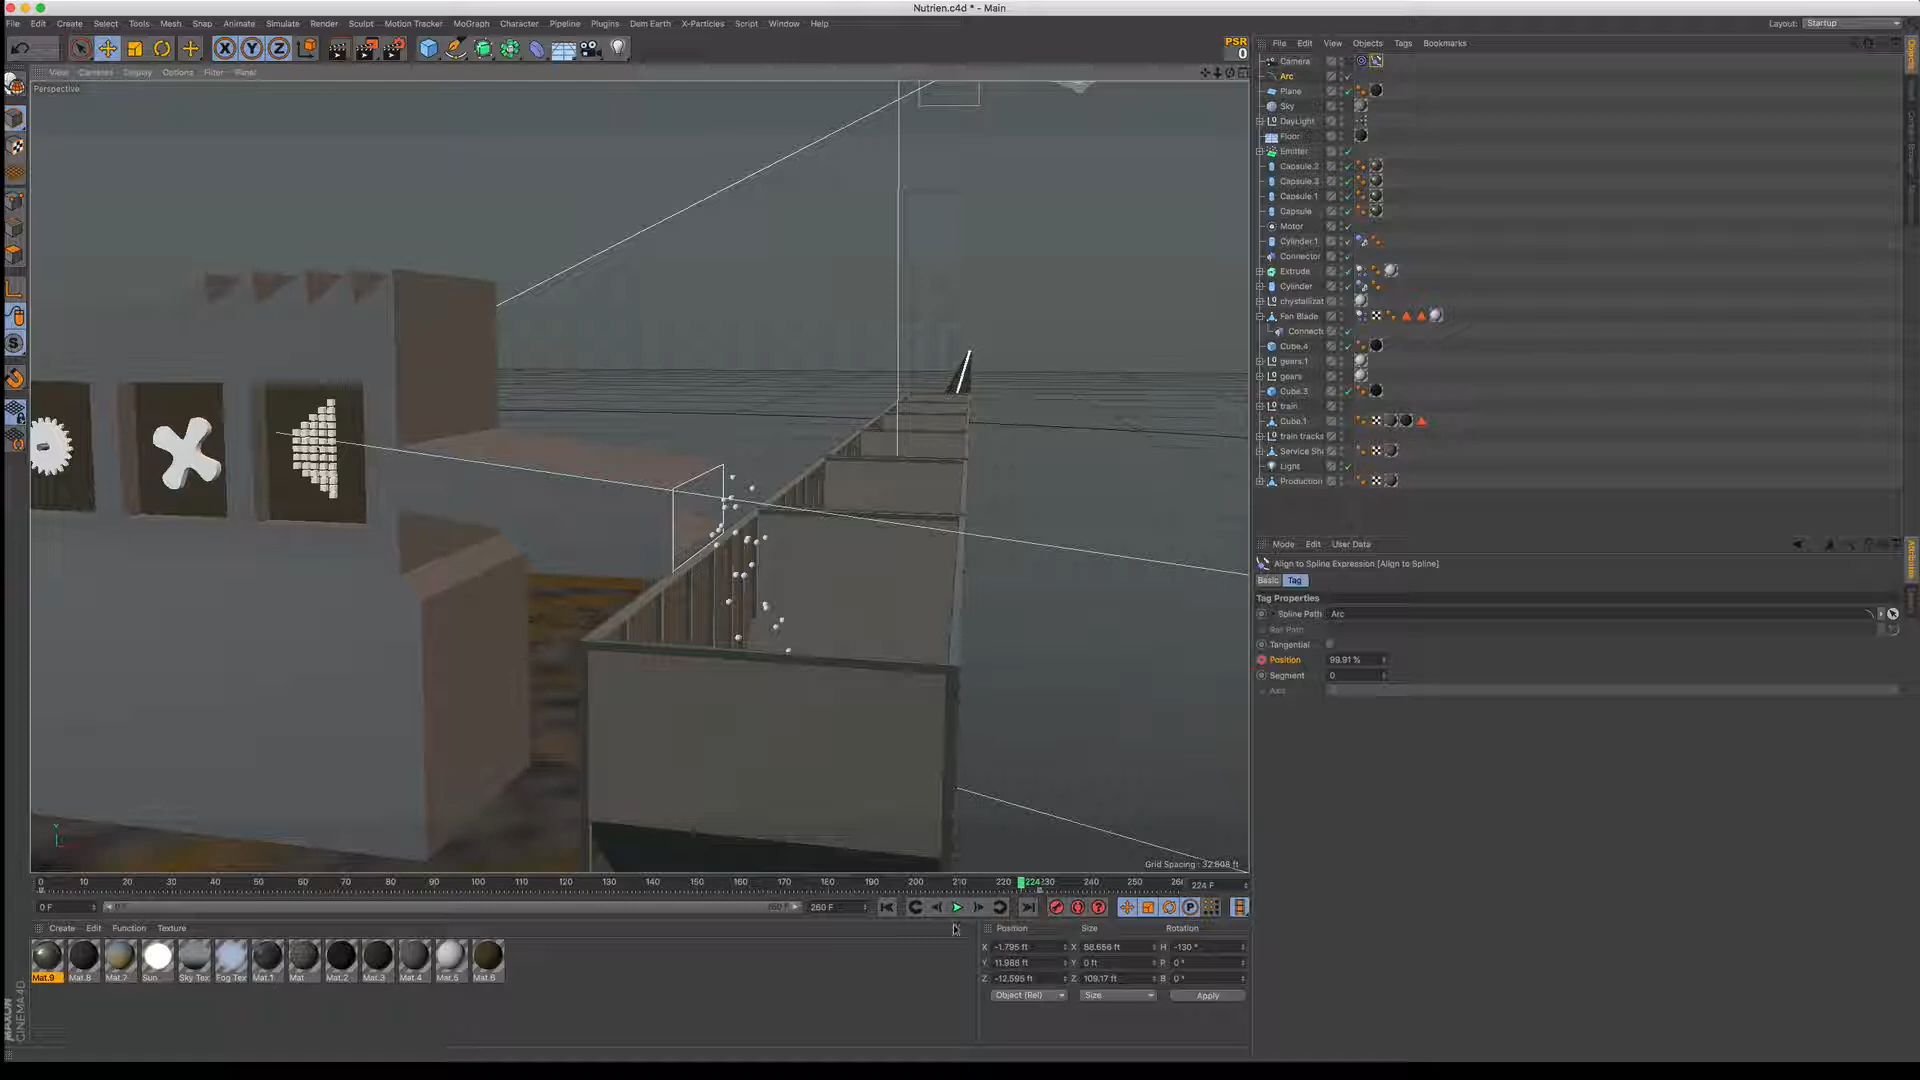 Nutrien.c4d * - Main
File Edit Create Select Tools Mesh Snap Animate Simulate Render Sculpt Motion Tracker MoGraph Character Pipeline Plugins Dem Earth X-Particles Script Window Help
Layout: Startup
PSR
0
File Edit View Objects Tags Bookmarks
View Cameras Display Options Filter Panel
Perspective
Camera
Arc
Plane
Sky
DayLight
Floor
Emitter
Capsule.2
Capsule.3
Capsule.1
Capsule
Motor
Cylinder.1
Connector
Extrude
Cylinder
chystallizat
Fan Blade
Connecto
Cube.4
gears.1
gears
Cube.3
train
Cube.1
train tracks
Service Sh
Light
Production
Mode Edit User Data
Align to Spline Expression [Align to Spline]
Basic Tag
Tag Properties
Spline Path Arc
Rail Path
Tangential
Position 99.91 %
Segment 0
Axis
Grid Spacing : 32.808 ft
0 10 20 30 40 50 60 70 80 90 100 110 120 130 140 150 160 170 180 190 200 210 220 224 230 240 250 260
224 F
0 F 260 F 260 F
Create Edit Function Texture
Mat.9 Mat.8 Mat.7 Sun Sky Tex Fog Tex Mat.1 Mat Mat.2 Mat.3 Mat.4 Mat.5 Mat.6
Position Size Rotation
X -1.795 ft X 88.656 ft H -130 °
Y 11.988 ft Y 0 ft P 0 °
Z -12.595 ft Z 109.17 ft B 0 °
Object (Rel) Size Apply
MAXON
CINEMA 4D
Objects
Attributes